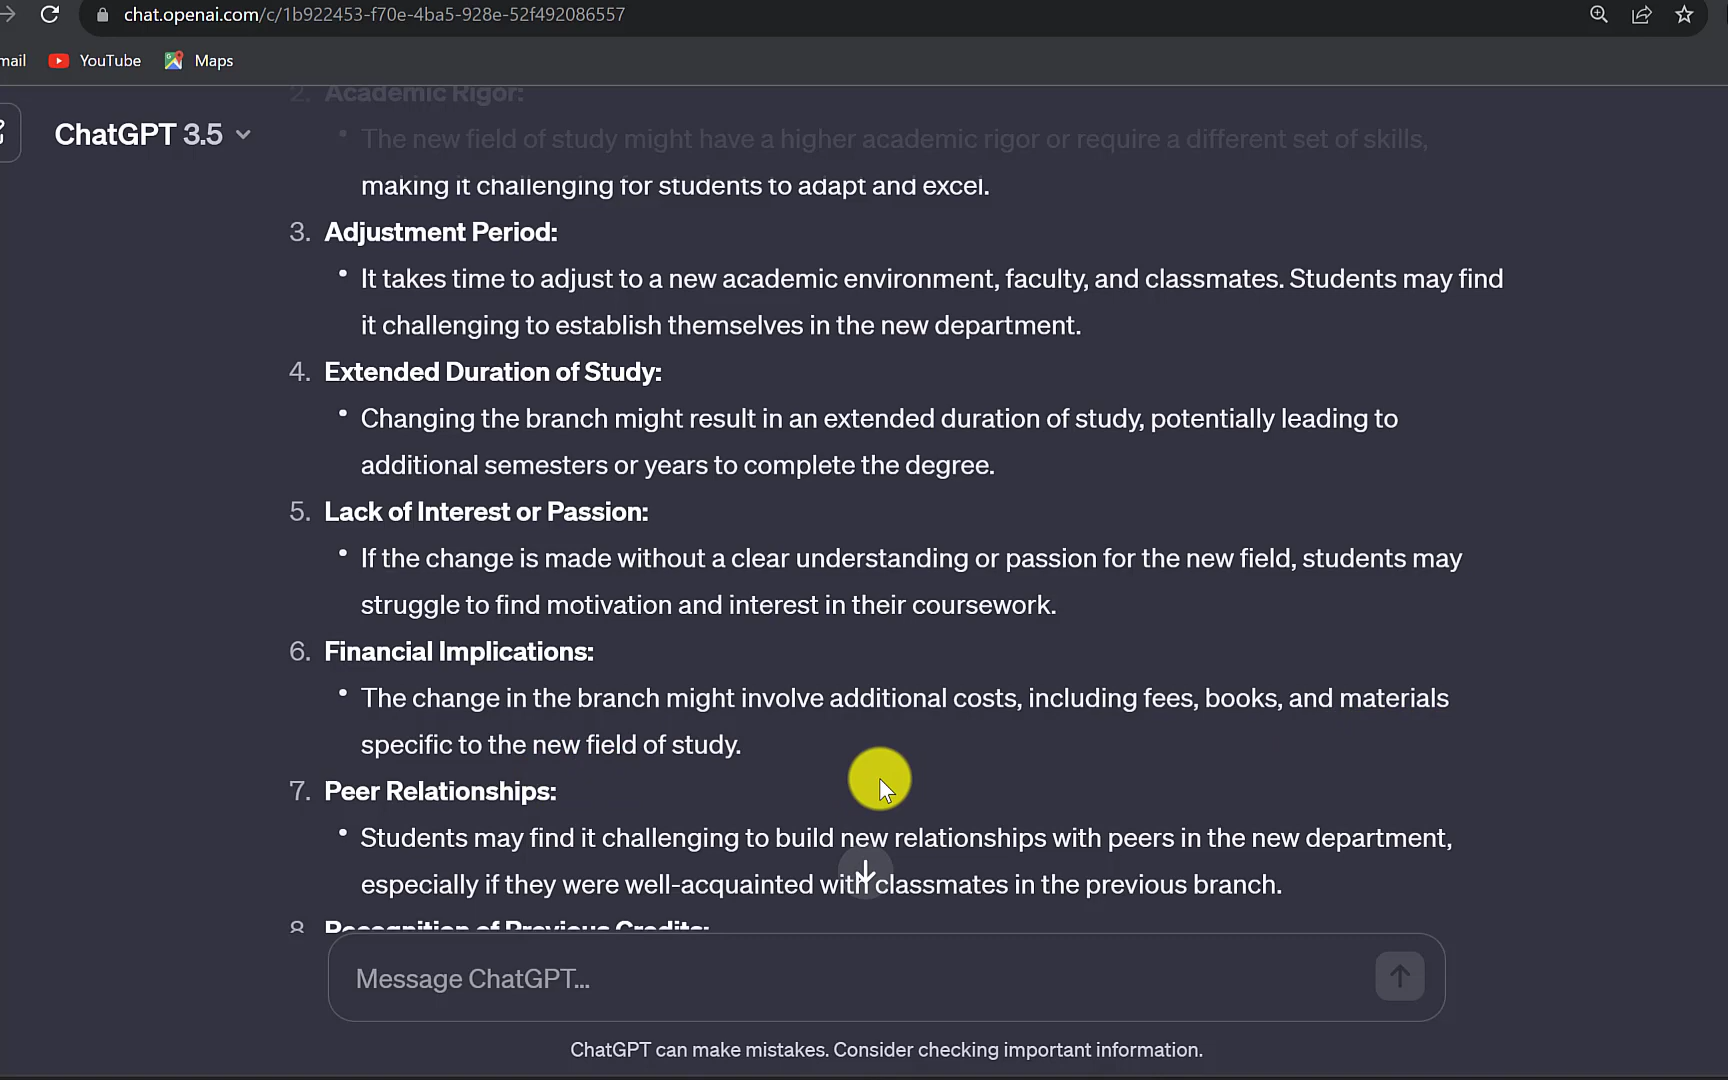 chat.openai.com/c/1b922453-f70e-4ba5-928e-52f492086557
mail YouTube Maps
2. Academic Rigor:
ChatGPT 3.5
• The new field of study might have a higher academic rigor or require a different set of skills,
making it challenging for students to adapt and excel.
3. Adjustment Period:
• It takes time to adjust to a new academic environment, faculty, and classmates. Students may find
it challenging to establish themselves in the new department.
4. Extended Duration of Study:
• Changing the branch might result in an extended duration of study, potentially leading to
additional semesters or years to complete the degree.
5. Lack of Interest or Passion:
• If the change is made without a clear understanding or passion for the new field, students may
struggle to find motivation and interest in their coursework.
6. Financial Implications:
• The change in the branch might involve additional costs, including fees, books, and materials
specific to the new field of study.
7. Peer Relationships:
• Students may find it challenging to build new relationships with peers in the new department,
especially if they were well-acquainted with classmates in the previous branch.
8. Recognition of Previous Credits:
Message ChatGPT...
ChatGPT can make mistakes. Consider checking important information.